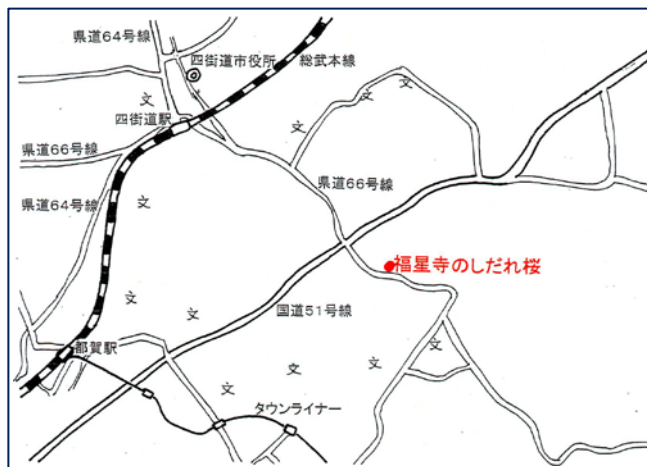 県道64号線
四街道市役所
総武本線
文
文
文
文
四街道駅
文
県道66号線
県道66号線
文
県道64号線
福星寺のしだれ桜
文
文
国道51号線
都賀駅
文
文
文
タウンライナー